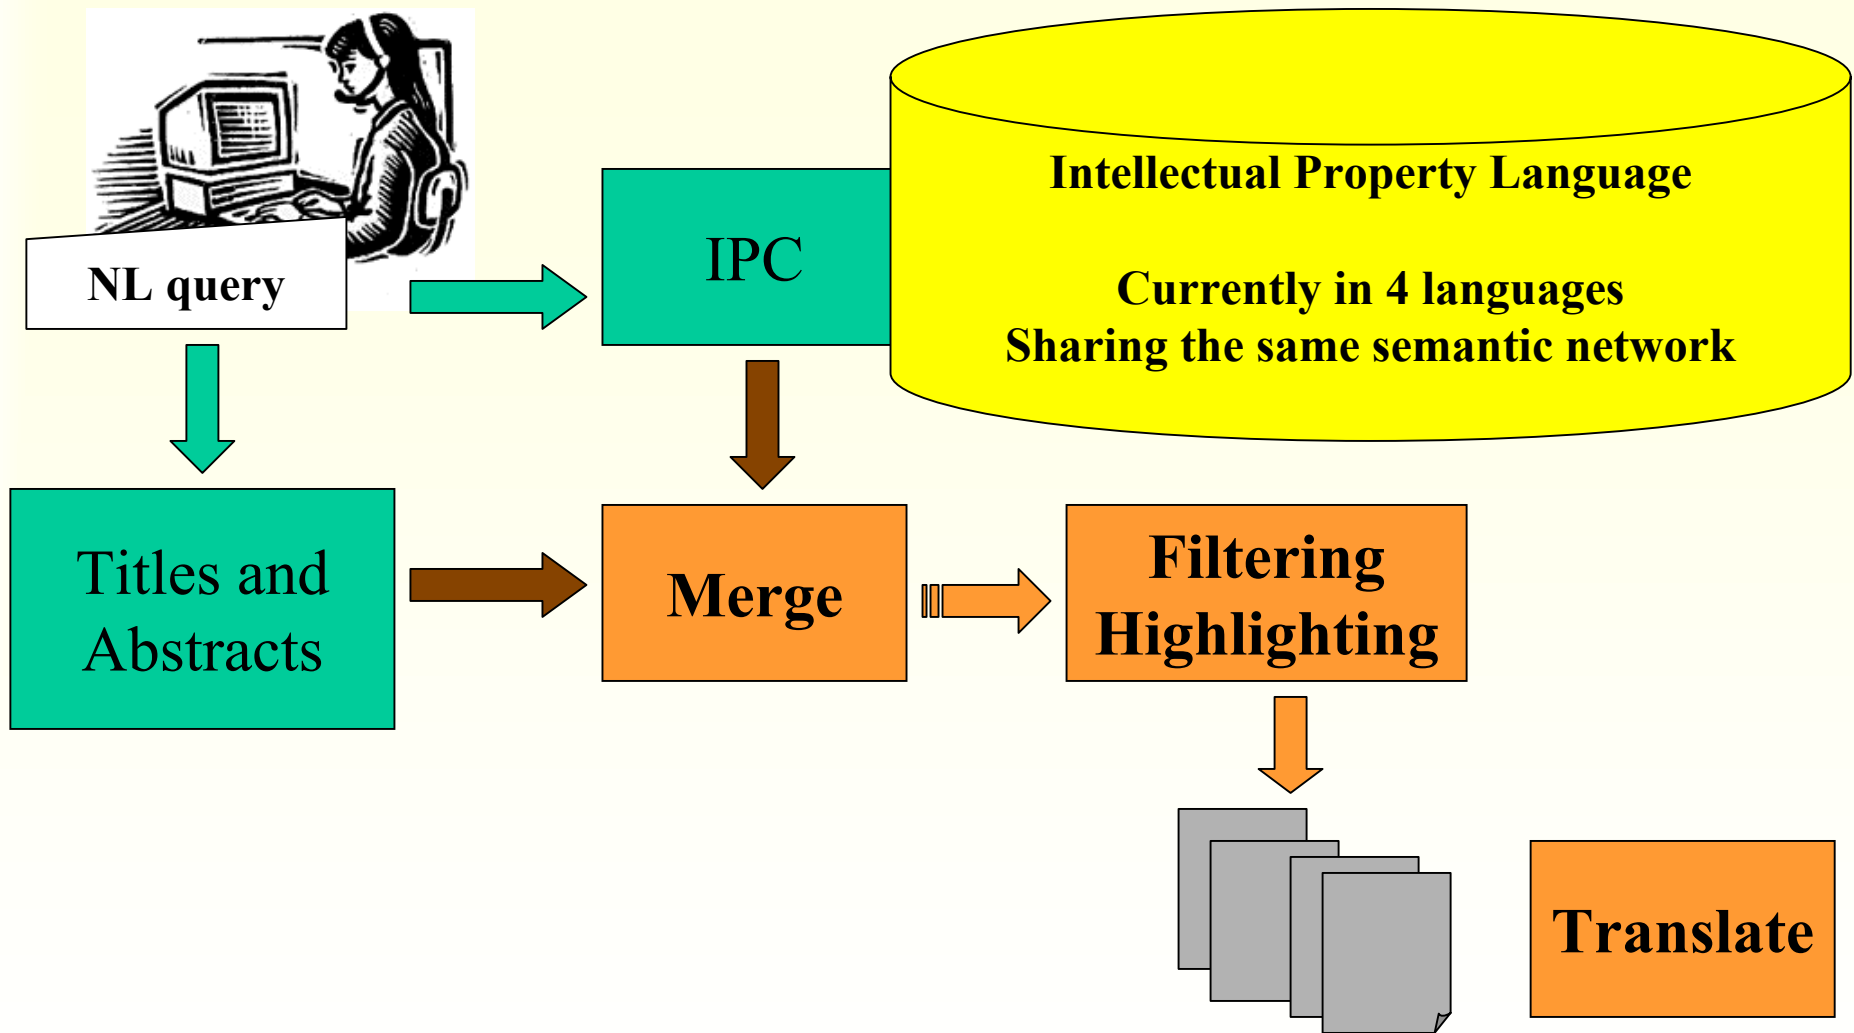 Intellectual Property Language
Currently in 4 languages
Sharing the same semantic network
IPC
NL query
Titles and
Abstracts
Merge
Filtering
Highlighting
Translate